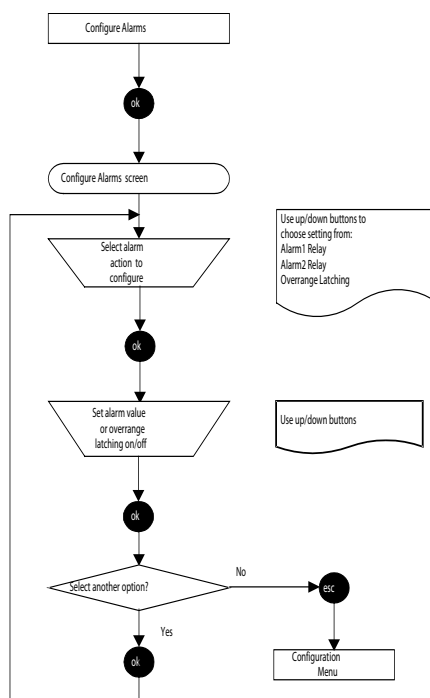 Configure Alarms
ok
Configure Alarms screen
Select alarm
action to
configure
Use up/down buttons to
choose setting from:
Alarm1 Relay
Alarm2 Relay
Overrange Latching
ok
Set alarm value
or overrange
latching on/off
Use up/down buttons
ok
Select another option?
No
esc
Yes
ok
Configuration
Menu